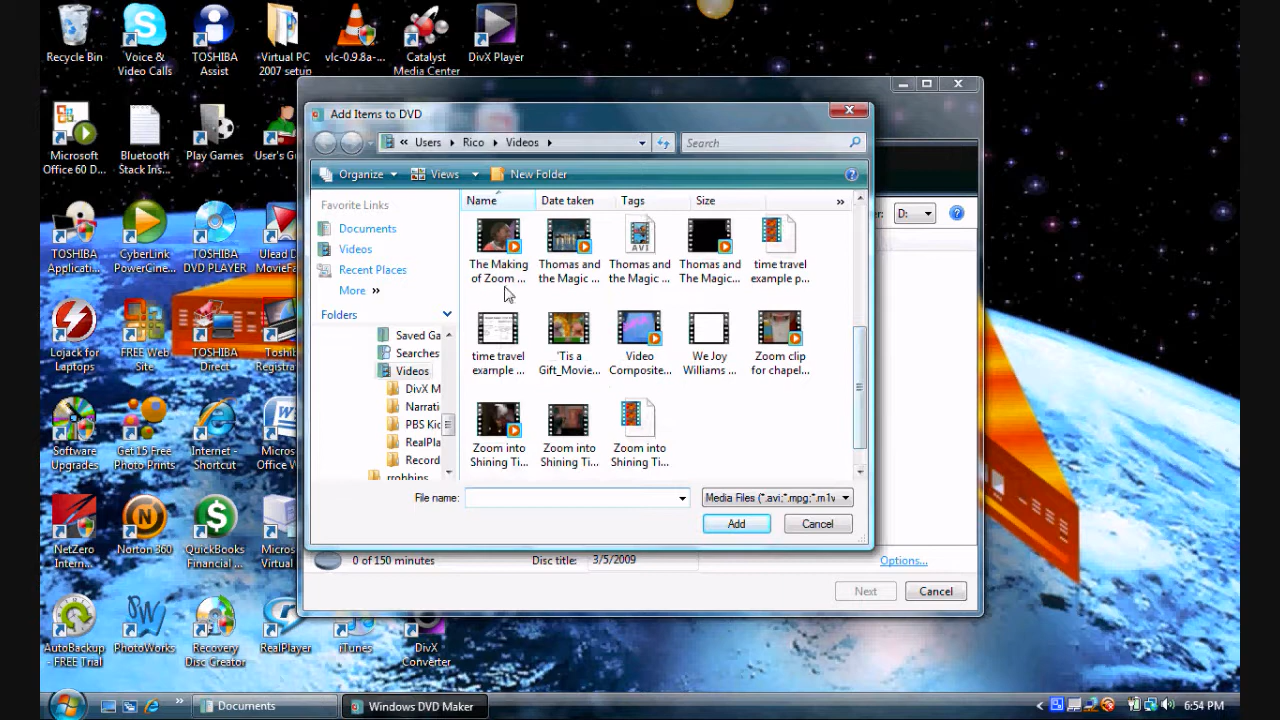 Recycle Bin
Voice &
Video Calls
TOSHIBA
Assist
Virtual PC
2007 setup
vlc-0.9.8a-...
Catalyst
Media Center
DivX Player
Microsoft
Office 60 D...
Bluetooth
Stack Ins...
Play Games
User's Gu
TOSHIBA
Applicati...
CyberLink
PowerCine...
TOSHIBA
DVD PLAYER
Ulead D
MovieFa
Lojack for
Laptops
FREE Web
Site
TOSHIBA
Direct
Toshib
Registra
Software
Upgrades
Get 15 Free
Photo Prints
Internet -
Shortcut
Micros
Office W
NetZero
Intern...
Norton 360
QuickBooks
Financial ...
Micros
Virtual
AutoBackup
- FREE Trial
PhotoWorks
Recovery
Disc Creator
RealPlayer
iTunes
DivX
Converter
Add Items to DVD
« Users
Rico
Videos
Search
Organize
Views
New Folder
Favorite Links
Documents
Videos
Recent Places
More »
Folders
Saved Ga
Searches
Videos
DivX M
Narrati
PBS Kid
RealPla
Record
rrobbins
Name
Date taken
Tags
Size
»
The Making
of Zoom ...
Thomas and
the Magic ...
AVI
Thomas and
the Magic ...
Thomas and
The Magic...
time travel
example p...
time travel
example ...
'Tis a
Gift_Movie...
Video
Composite...
We Joy
Williams ...
Zoom clip
for chapel...
Zoom into
Shining Ti...
Zoom into
Shining Ti...
Zoom into
Shining Ti...
File name:
Media Files (*.avi;*.mpg;*.m1v
Add
Cancel
er:
D:
0 of 150 minutes
Disc title:
3/5/2009
Options...
Next
Cancel
»
Documents
Windows DVD Maker
6:54 PM